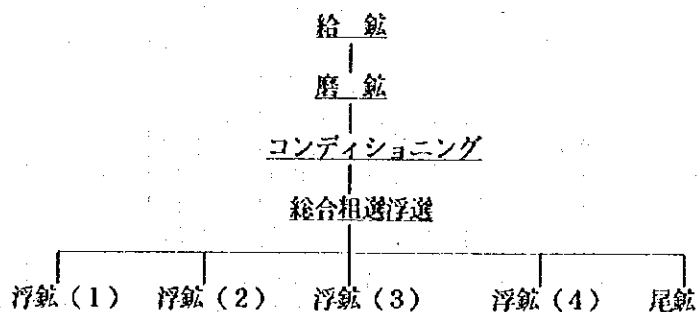 給 鉱
磨 鉱
コンディショニング
総合粗選浮選
浮鉱(1) 浮鉱(2) 浮鉱(3) 浮鉱(4) 尾鉱